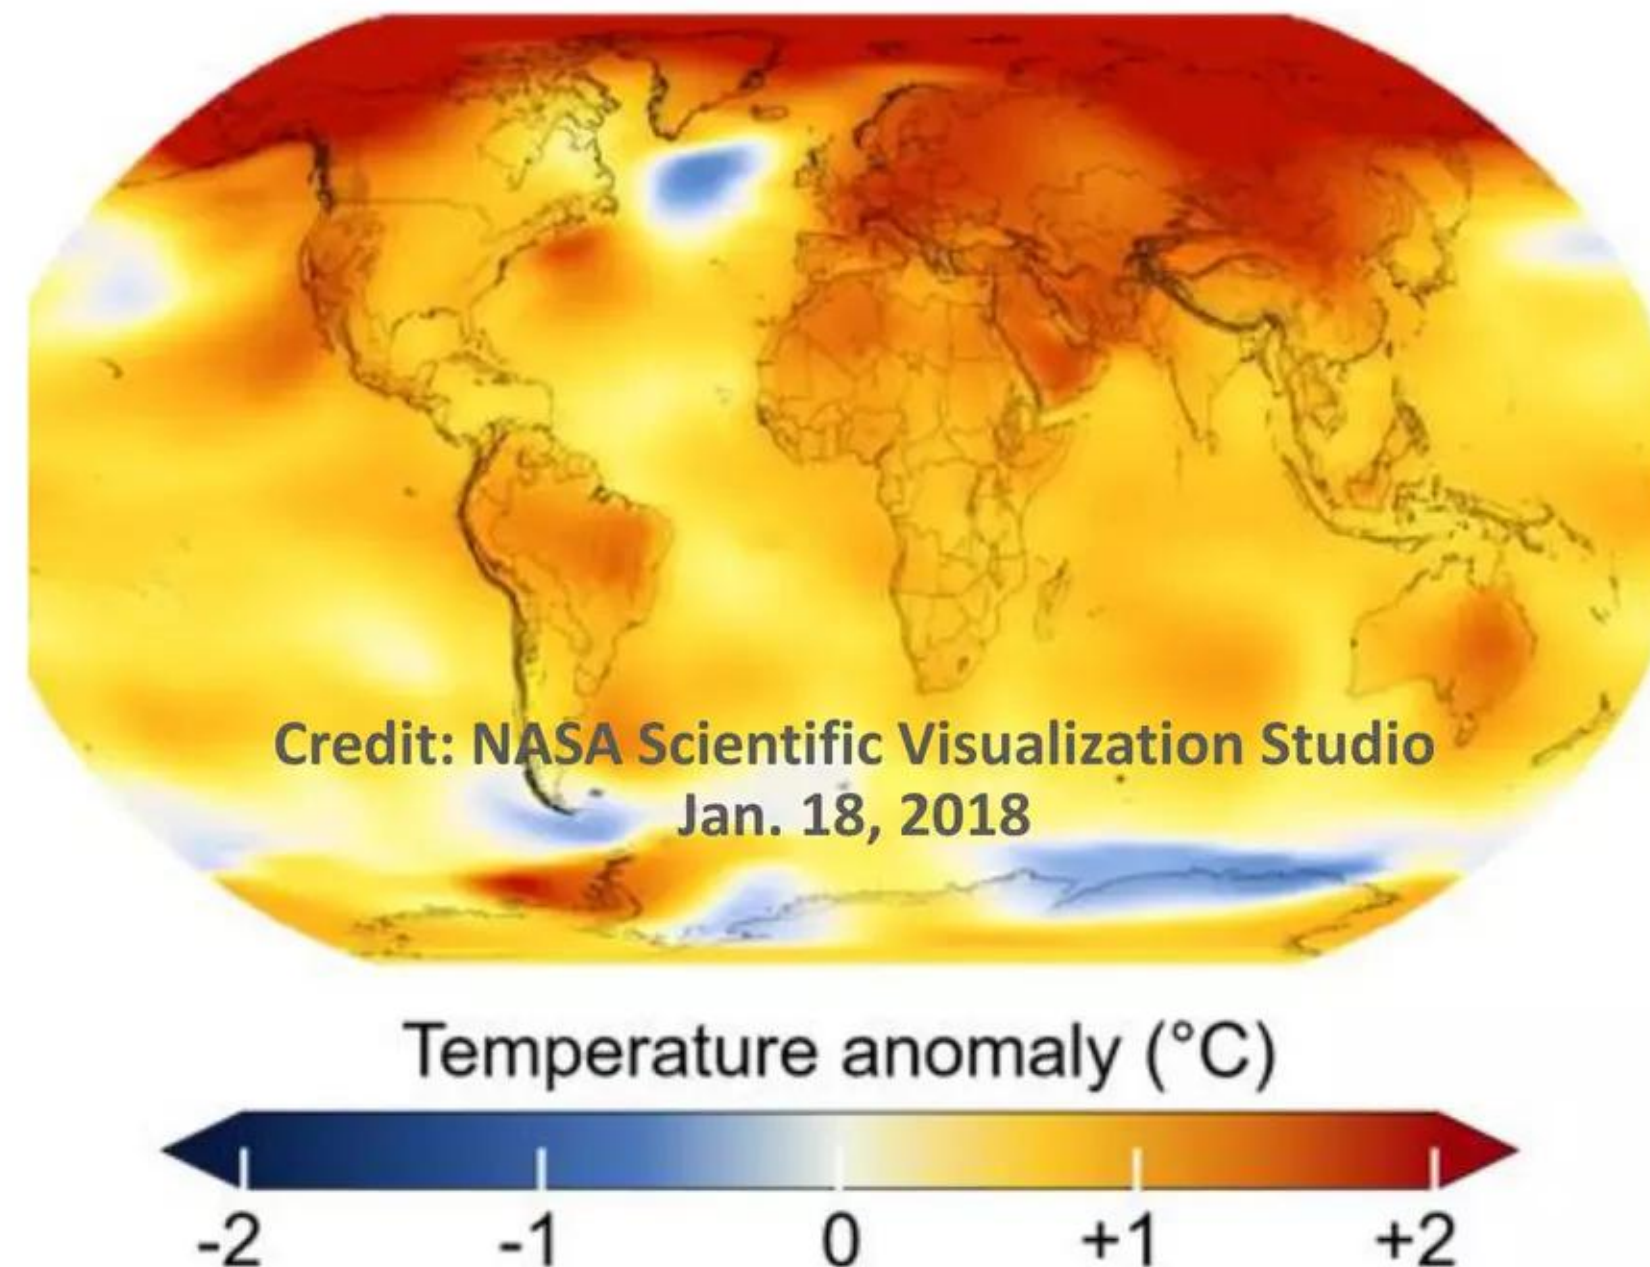 Credit: NASA Scientific Visualization Studio
Jan. 18, 2018
Temperature anomaly (°C)
-2 -1 0 +1 +2